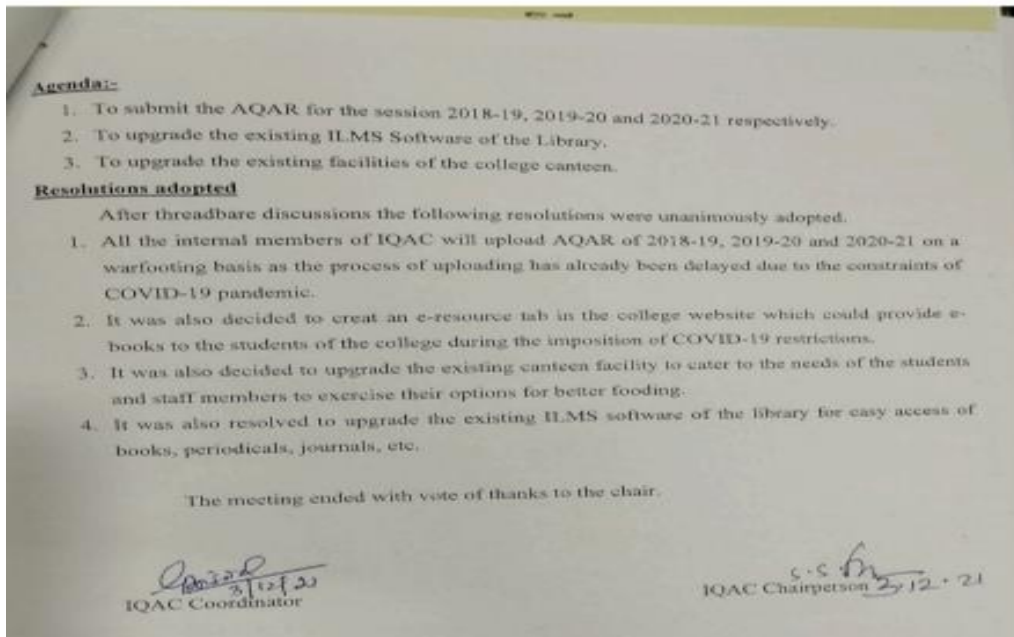 Agenda:-
1. To submit the AQAR for the session 2018-19, 2019-20 and 2020-21 respectively.
2. To upgrade the existing ILMS Software of the Library.
3. To upgrade the existing facilities of the college canteen.
Resolutions adopted
After threadbare discussions the following resolutions were unanimously adopted.
1. All the internal members of IQAC will upload AQAR of 2018-19, 2019-20 and 2020-21 on a
warfooting basis as the process of uploading has already been delayed due to the constraints of
COVID-19 pandemic.
2. It was also decided to creat an e-resource tab in the college website which could provide e-
books to the students of the college during the imposition of COVID-19 restrictions.
3. It was also decided to upgrade the existing canteen facility to cater to the needs of the students
and staff members to exercise their options for better fooding.
4. It was also resolved to upgrade the existing ILMS software of the library for easy access of
books, periodicals, journals, etc.
The meeting ended with vote of thanks to the chair.
IQAC Coordinator
S.S.
IQAC Chairperson